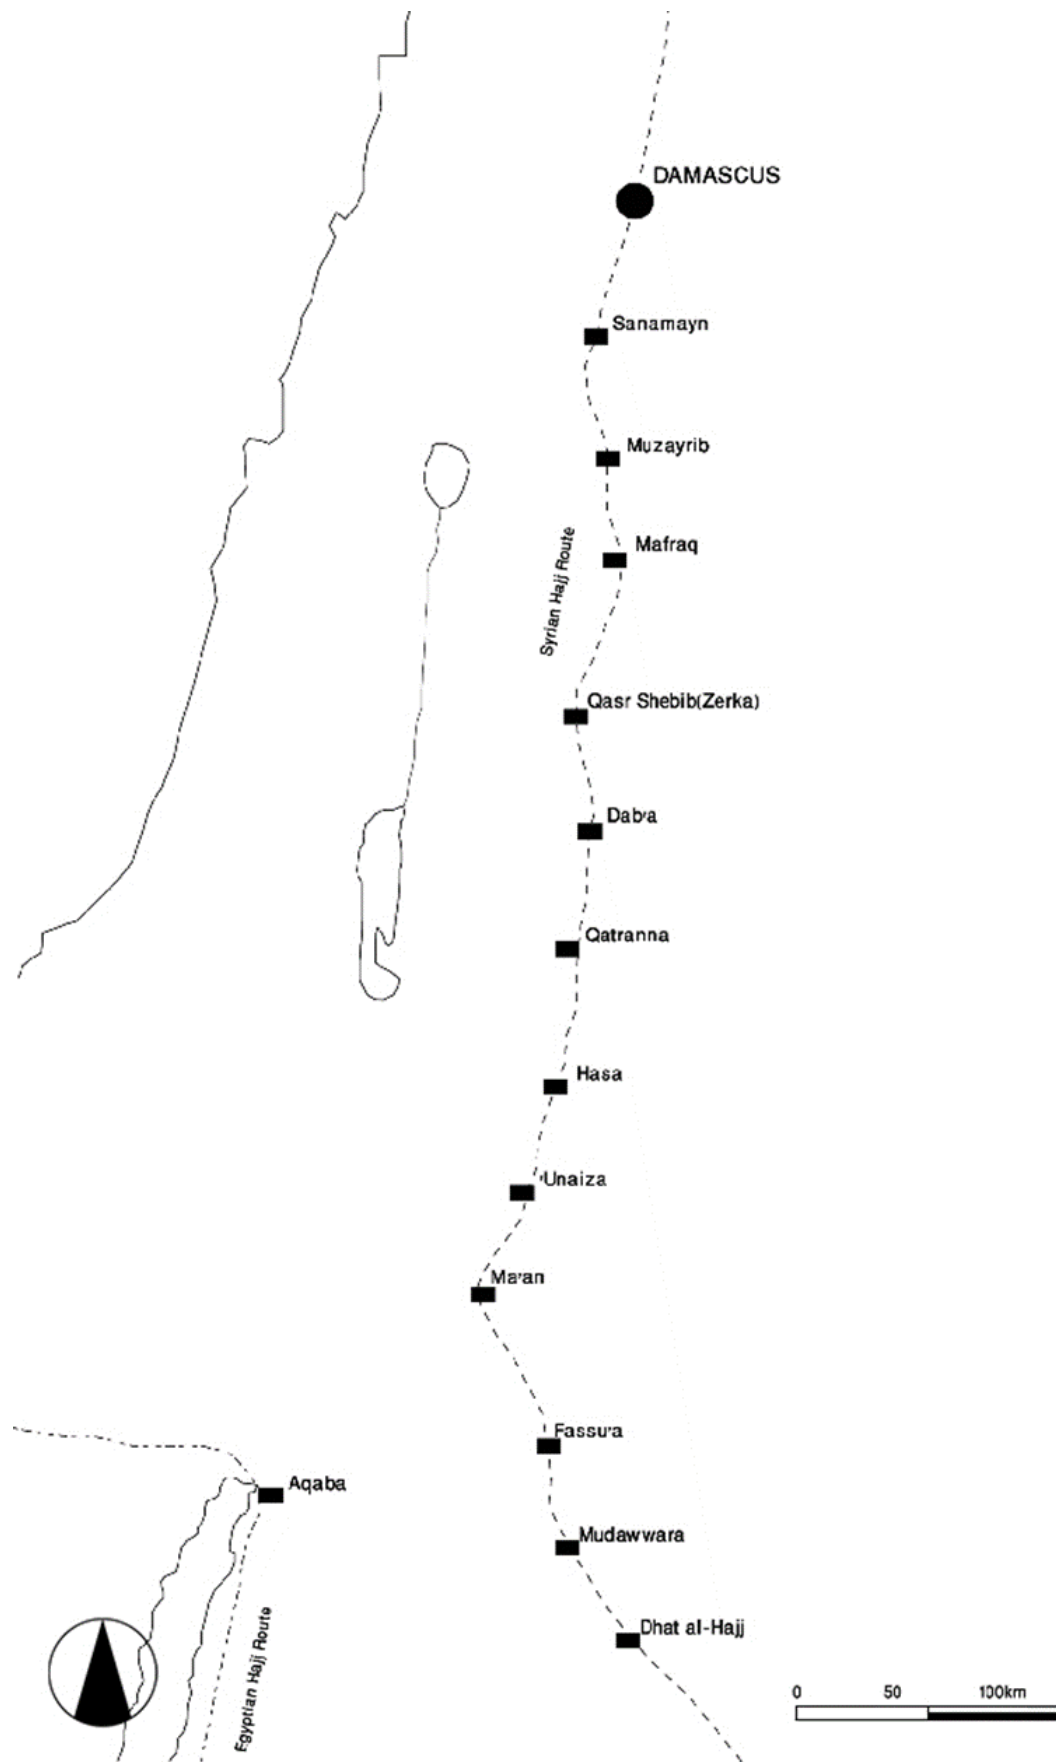 DAMASCUS
Sanamayn
Muzayrib
Mafraq
Syrian Hajj Route
Qasr Shebib(Zerka)
Dab'a
Qatranna
Hasa
'Unaiza
Ma'an
Fassu'a
Aqaba
Mudawwara
Dhat al-Hajj
Egyptian Hajj Route
0 50 100km